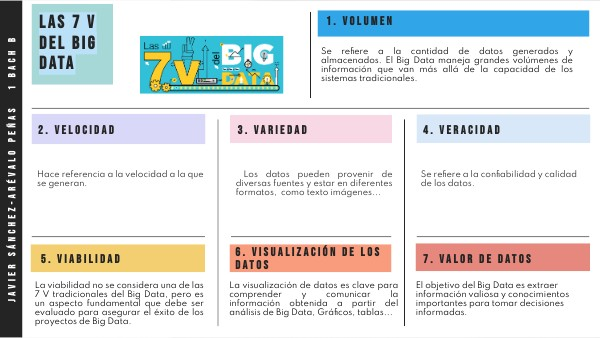 LAS 7 V
DEL BIG
DATA
Las
7V
del
BIG
DATA
1. VOLUMEN
Se refiere a la cantidad de datos generados y
almacenados. El Big Data maneja grandes volúmenes de
información que van más allá de la capacidad de los
sistemas tradicionales.
2. VELOCIDAD
Hace referencia a la velocidad a la que
se generan.
3. VARIEDAD
Los datos pueden provenir de
diversas fuentes y estar en diferentes
formatos, como texto imágenes...
4. VERACIDAD
Se refiere a la confiabilidad y calidad
de los datos.
5. VIABILIDAD
La viabilidad no se considera una de las
7 V tradicionales del Big Data, pero es
un aspecto fundamental que debe ser
evaluado para asegurar el éxito de los
proyectos de Big Data.
6. VISUALIZACIÓN DE LOS
DATOS
La visualización de datos es clave para
comprender y comunicar la
información obtenida a partir del
análisis de Big Data, Gráficos, tablas...
7. VALOR DE DATOS
El objetivo del Big Data es extraer
información valiosa y conocimientos
importantes para tomar decisiones
informadas.
JAVIER SÁNCHEZ-ARÉVALO PEÑAS 1 BACH B